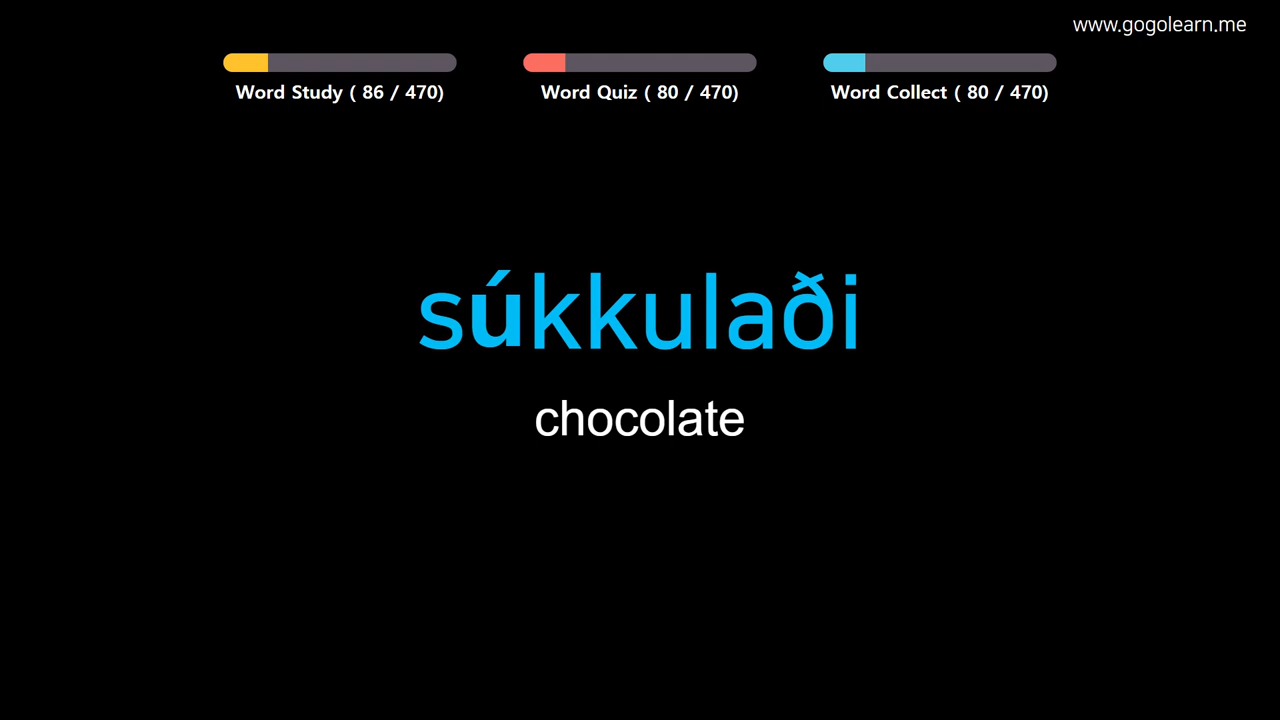 www.gogolearn.me
Word Study ( 86 / 470)
Word Quiz ( 80 / 470)
Word Collect ( 80 / 470)
súkkulaði
chocolate